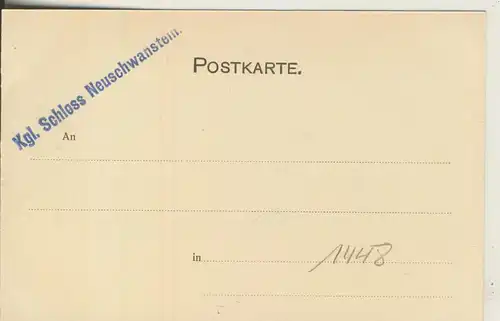 Kgl. Schloss Neuschwanstein.
POSTKARTE.
An
in 1448